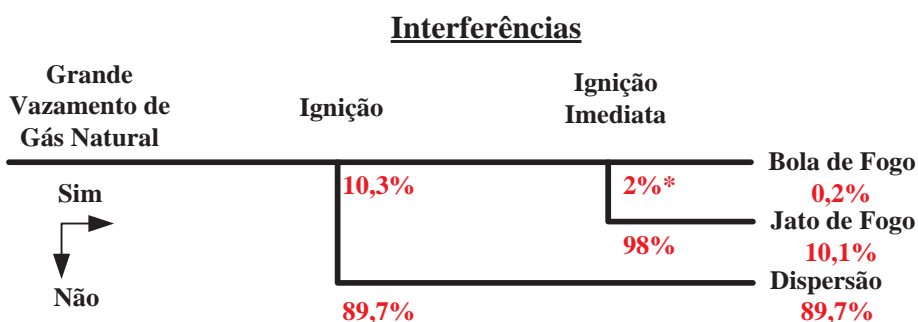 Interferências
Grande
Vazamento de
Gás Natural
Ignição
Ignição
Imediata
Sim
Não
10,3%
89,7%
2%*
98%
Bola de Fogo
0,2%
Jato de Fogo
10,1%
Dispersão
89,7%